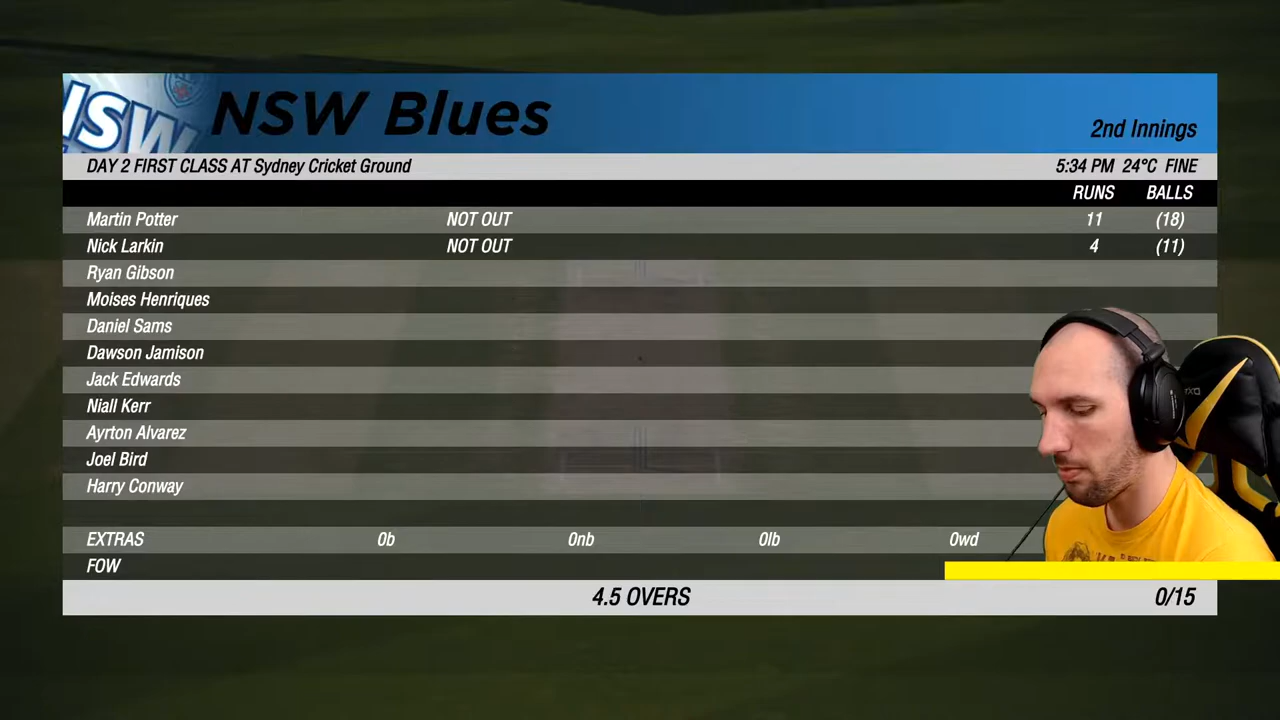 NSW
NSW Blues
2nd Innings
DAY 2 FIRST CLASS AT Sydney Cricket Ground 5:34 PM 24°C FINE
RUNS BALLS
Martin Potter NOT OUT 11 (18)
Nick Larkin NOT OUT 4 (11)
Ryan Gibson
Moises Henriques
Daniel Sams
Dawson Jamison
Jack Edwards
Niall Kerr
Ayrton Alvarez
Joel Bird
Harry Conway
EXTRAS 0b 0nb 0lb 0wd
FOW
4.5 OVERS 0/15